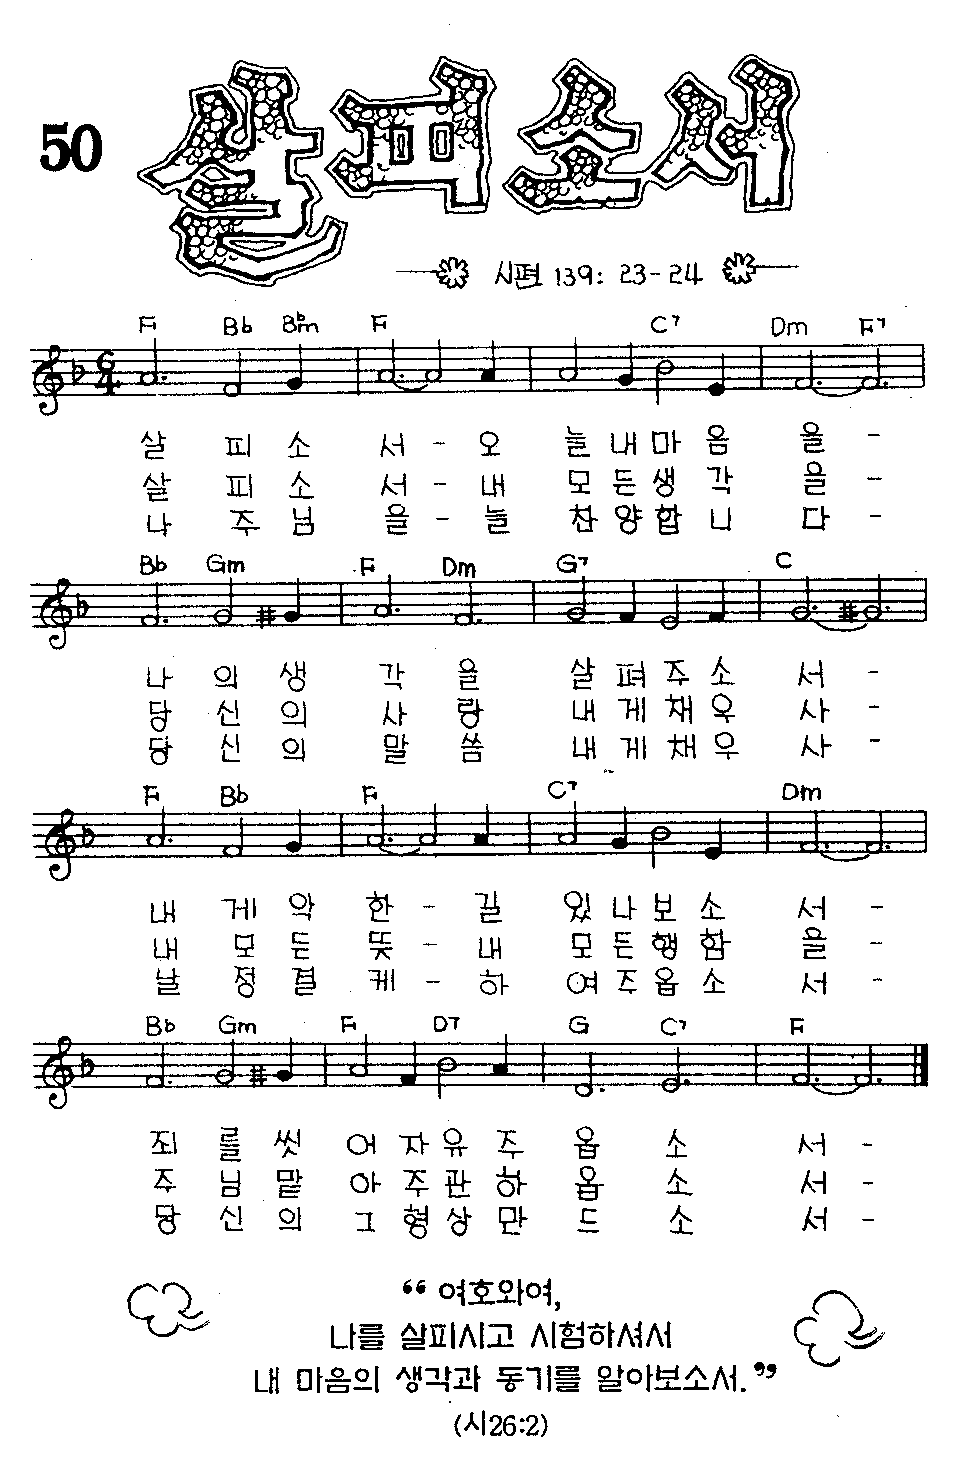 50
살피소서
시편 139: 23-24
F Bb Bbm F C7 Dm F7
6
4
살 피 소 서 - 오 늘 내 마 음 을 -
살 피 소 서 - 내 모 든 생 각 을 -
나 주 님 을 - 늘 찬 양 합 니 다 -
Bb Gm F Dm G7 C
나 의 생 각 을 살 펴 주 소 서 -
당 신 의 사 랑 내 게 채 우 사 -
당 신 의 말 씀 내 게 채 우 사 -
F Bb F C7 Dm
내 게 악 한 - 길 있 나 보 소 서 -
내 모 든 뜻 - 내 모 든 행 함 을 -
날 정 결 케 - 하 여 주 옵 소 서 -
Bb Gm F D7 G C7 F
죄 를 씻 어 자 유 주 옵 소 서 -
주 님 맡 아 주 관 하 옵 소 서 -
당 신 의 그 형 상 만 드 소 서 -
“ 여호와여,
나를 살피시고 시험하셔서
내 마음의 생각과 동기를 알아보소서. ”
(시26:2)